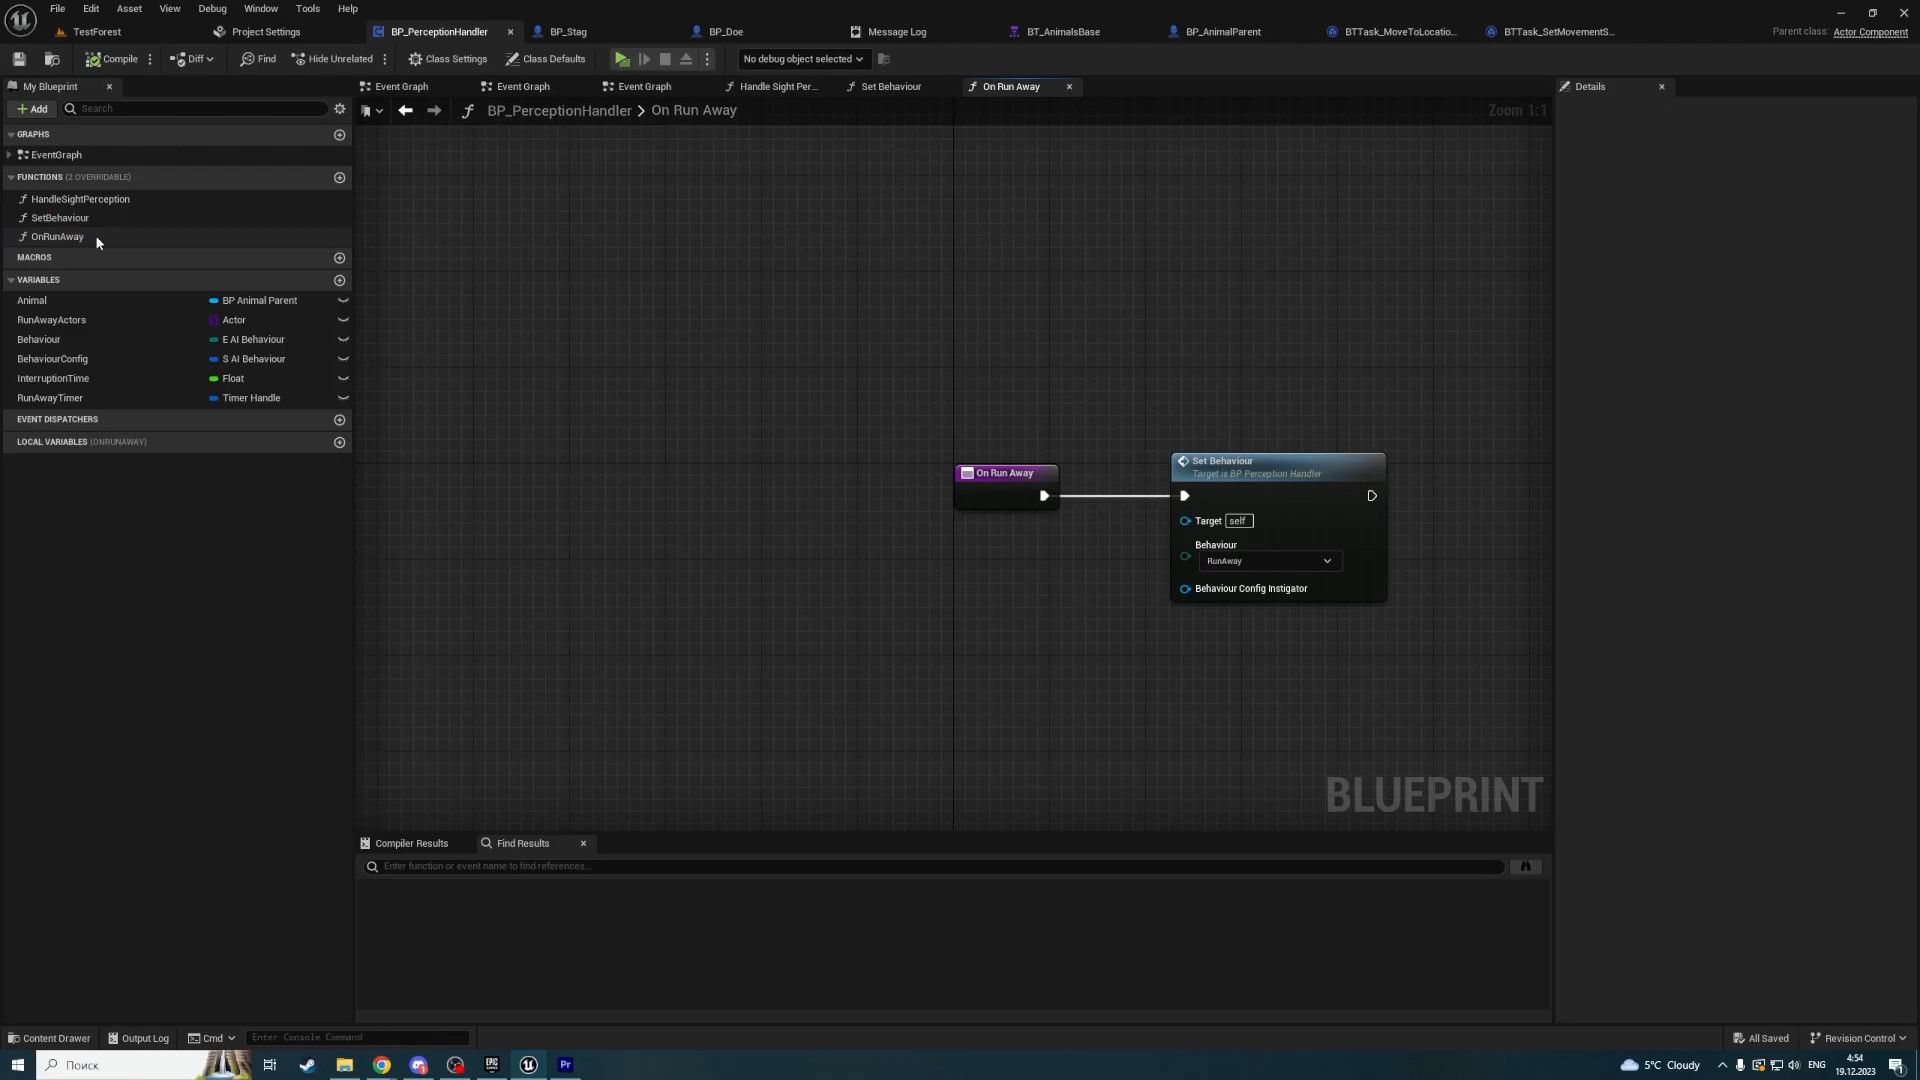 File Edit Asset View Debug Window Tools Help
TestForest Project Settings BP_PerceptionHandler BP_Stag BP_Doe Message Log BT_AnimalsBase BP_AnimalParent BTTask_MoveToLocatio... BTTask_SetMovementS... Parent class: Actor Component
Compile Diff Find Hide Unrelated Class Settings Class Defaults No debug object selected
My Blueprint Event Graph Event Graph Event Graph Handle Sight Per... Set Behaviour On Run Away Details
Add Search
BP_PerceptionHandler > On Run Away Zoom 1:1
GRAPHS
EventGraph
FUNCTIONS (2 OVERRIDABLE)
HandleSightPerception
SetBehaviour
OnRunAway
MACROS
VARIABLES
Animal BP Animal Parent
RunAwayActors Actor
Behaviour E AI Behaviour
BehaviourConfig S AI Behaviour
InterruptionTime Float
RunAwayTimer Timer Handle
EVENT DISPATCHERS
LOCAL VARIABLES (ONRUNAWAY)
On Run Away
Set Behaviour
Target is BP Perception Handler
Target self
Behaviour
RunAway
Behaviour Config Instigator
BLUEPRINT
Compiler Results Find Results
Enter function or event name to find references...
Content Drawer Output Log Cmd Enter Console Command All Saved Revision Control
Поиск EPIC GAMES Pr 5°C Cloudy ENG 4:54
19.12.2023